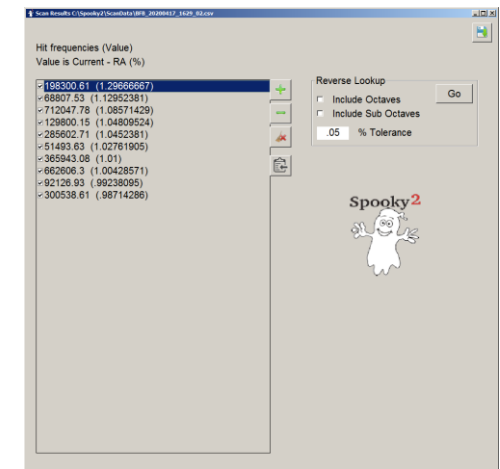 Scan Results C:\Spooky2\ScanData\BFB_20200417_1629_02.csv
Hit frequencies (Value)
Value is Current - RA (%)
198300.61 (1.29666667)
68807.53 (1.12952381)
712047.78 (1.08571429)
129800.15 (1.04809524)
285602.71 (1.0452381)
51493.63 (1.02761905)
365943.08 (1.01)
662606.3 (1.00428571)
92126.93 (.99238095)
300538.61 (.98714286)
Reverse Lookup
Include Octaves
Go
Include Sub Octaves
.05 % Tolerance
Spooky2